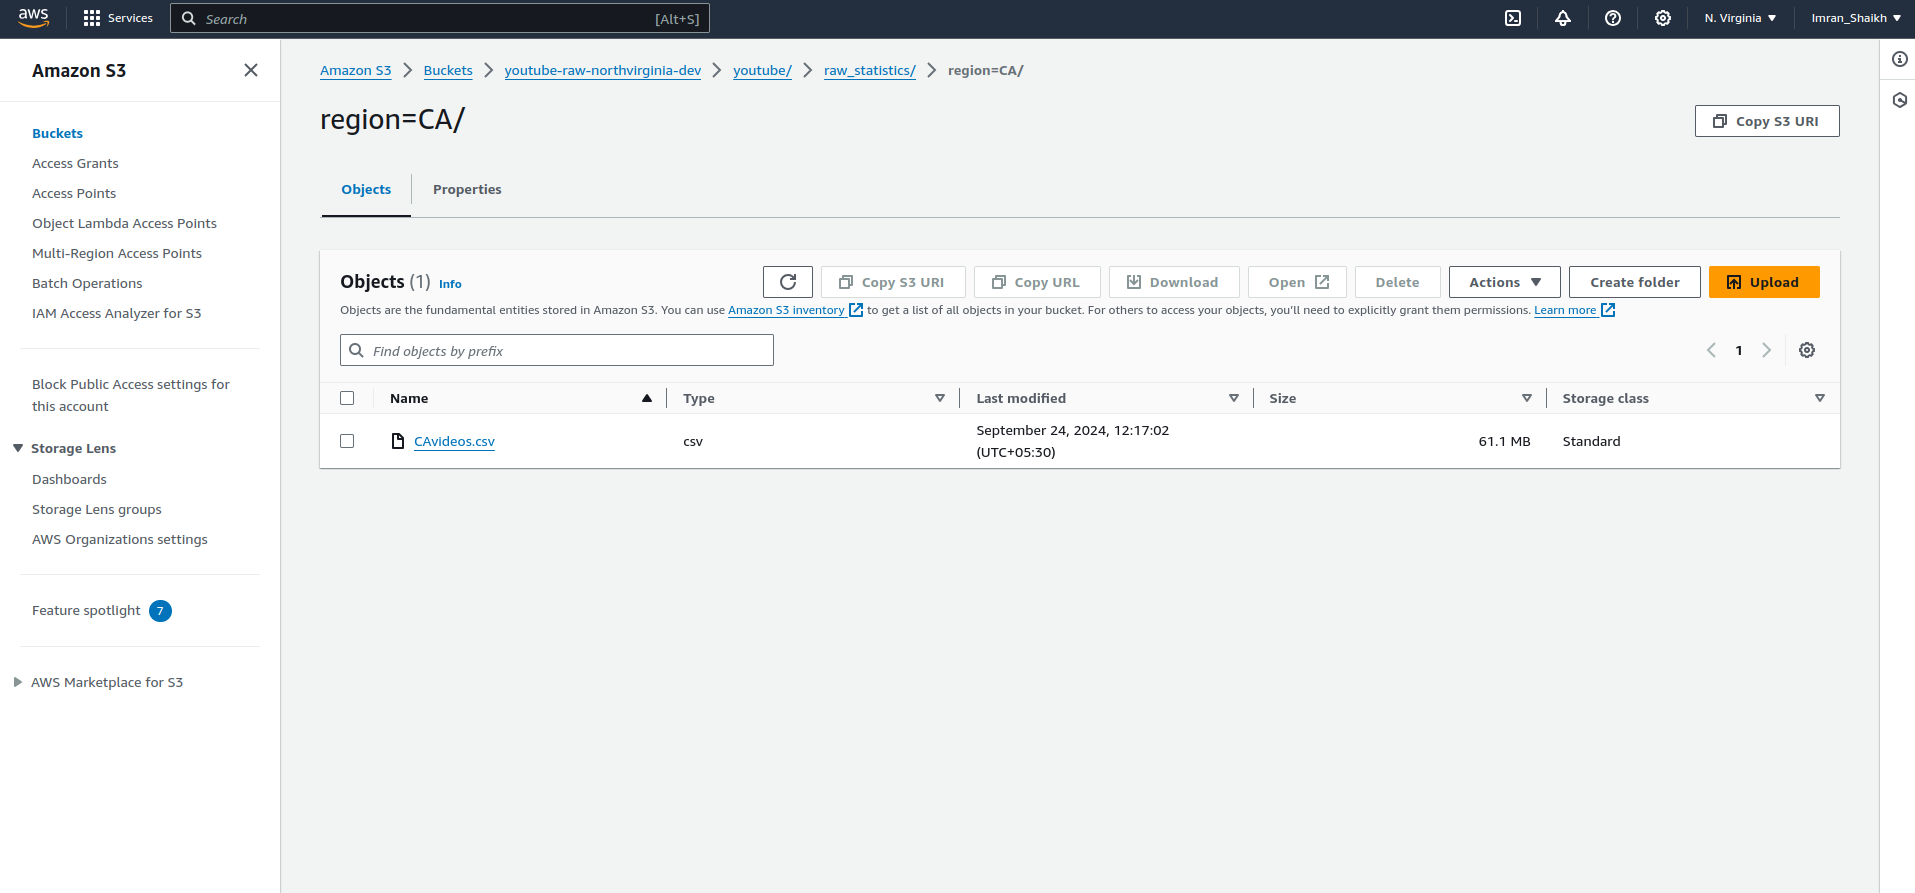 aws
Services
Search
[Alt+S]
N. Virginia
Imran_Shaikh
Amazon S3
Buckets
Access Grants
Access Points
Object Lambda Access Points
Multi-Region Access Points
Batch Operations
IAM Access Analyzer for S3
Block Public Access settings for
this account
Storage Lens
Dashboards
Storage Lens groups
AWS Organizations settings
Feature spotlight 7
AWS Marketplace for S3
Amazon S3 Buckets youtube-raw-northvirginia-dev youtube/ raw_statistics/ region=CA/
region=CA/
Copy S3 URI
Objects Properties
Objects (1) Info
Copy S3 URI Copy URL Download Open Delete Actions Create folder Upload
Objects are the fundamental entities stored in Amazon S3. You can use Amazon S3 inventory to get a list of all objects in your bucket. For others to access your objects, you'll need to explicitly grant them permissions. Learn more
Find objects by prefix
1
Name Type Last modified Size Storage class
CAvideos.csv csv September 24, 2024, 12:17:02 61.1 MB Standard
(UTC+05:30)